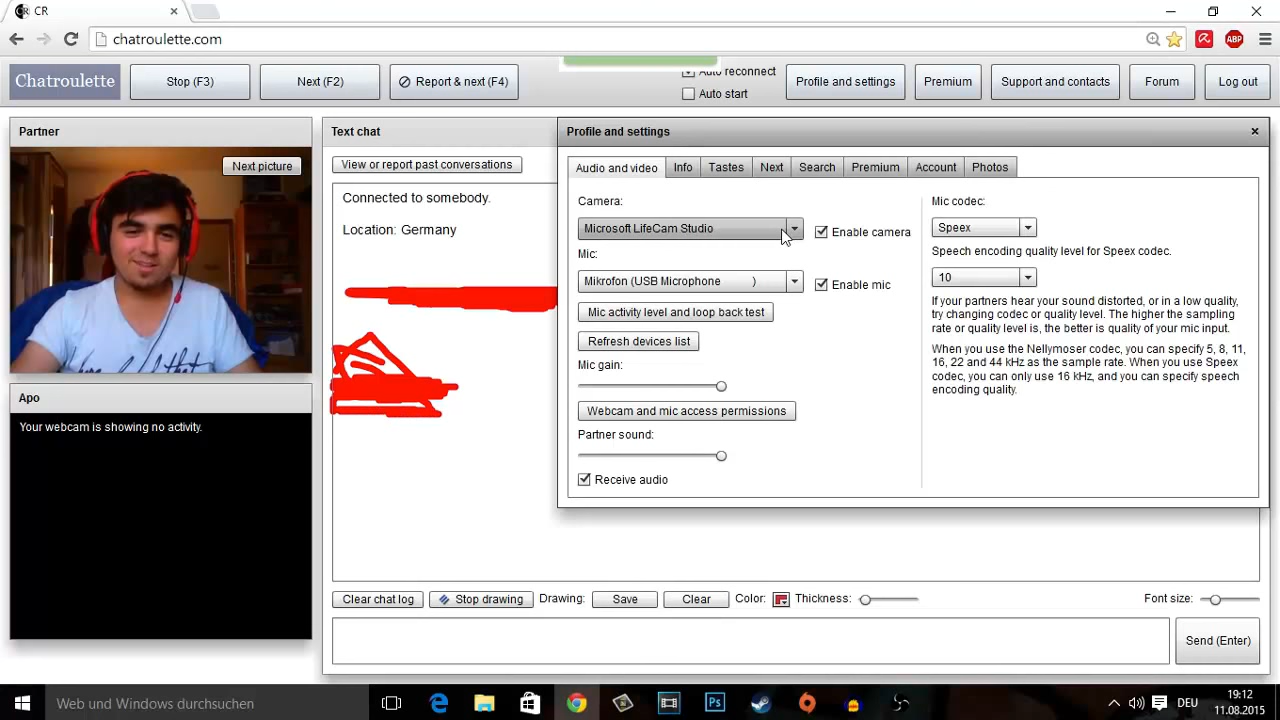 CR
CR
chatroulette.com
ABP
Chatroulette
Stop (F3)
Next (F2)
Report & next (F4)
Auto reconnect
Auto start
Profile and settings
Premium
Support and contacts
Forum
Log out
Partner
Next picture
Text chat
View or report past conversations
Connected to somebody.
Location: Germany
Profile and settings
Audio and video
Info
Tastes
Next
Search
Premium
Account
Photos
Camera:
Microsoft LifeCam Studio
Enable camera
Mic:
Mikrofon (USB Microphone )
Enable mic
Mic activity level and loop back test
Refresh devices list
Mic gain:
Webcam and mic access permissions
Partner sound:
Receive audio
Mic codec:
Speex
Speech encoding quality level for Speex codec.
10
If your partners hear your sound distorted, or in a low quality,
try changing codec or quality level. The higher the sampling
rate or quality level is, the better is quality of your mic input.
When you use the Nellymoser codec, you can specify 5, 8, 11,
16, 22 and 44 kHz as the sample rate. When you use Speex
codec, you can only use 16 kHz, and you can specify speech
encoding quality.
Apo
Your webcam is showing no activity.
Clear chat log
Stop drawing
Drawing:
Save
Clear
Color:
Thickness:
Font size:
Send (Enter)
Web und Windows durchsuchen
Ps
DEU
19:12
11.08.2015